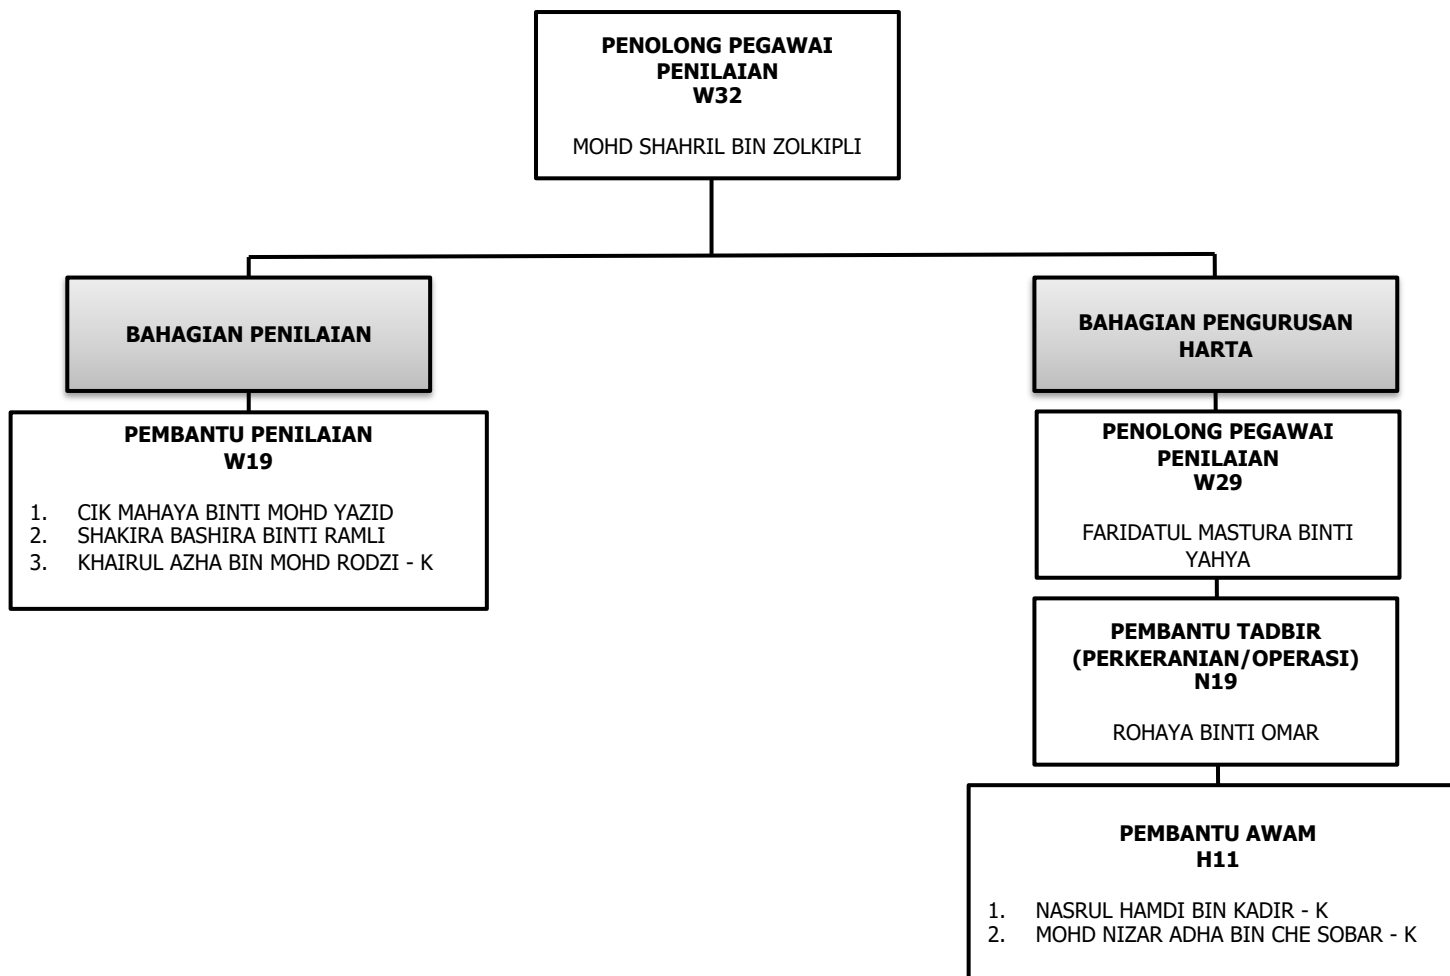 PENOLONG PEGAWAI
PENILAIAN
W32
MOHD SHAHRIL BIN ZOLKIPLI
BAHAGIAN PENILAIAN
PEMBANTU PENILAIAN
W19
1. CIK MAHAYA BINTI MOHD YAZID
2. SHAKIRA BASHIRA BINTI RAMLI
3. KHAIRUL AZHA BIN MOHD RODZI - K
BAHAGIAN PENGURUSAN
HARTA
PENOLONG PEGAWAI
PENILAIAN
W29
FARIDATUL MASTURA BINTI
YAHYA
PEMBANTU TADBIR
(PERKERANIAN/OPERASI)
N19
ROHAYA BINTI OMAR
PEMBANTU AWAM
H11
1. NASRUL HAMDI BIN KADIR - K
2. MOHD NIZAR ADHA BIN CHE SOBAR - K